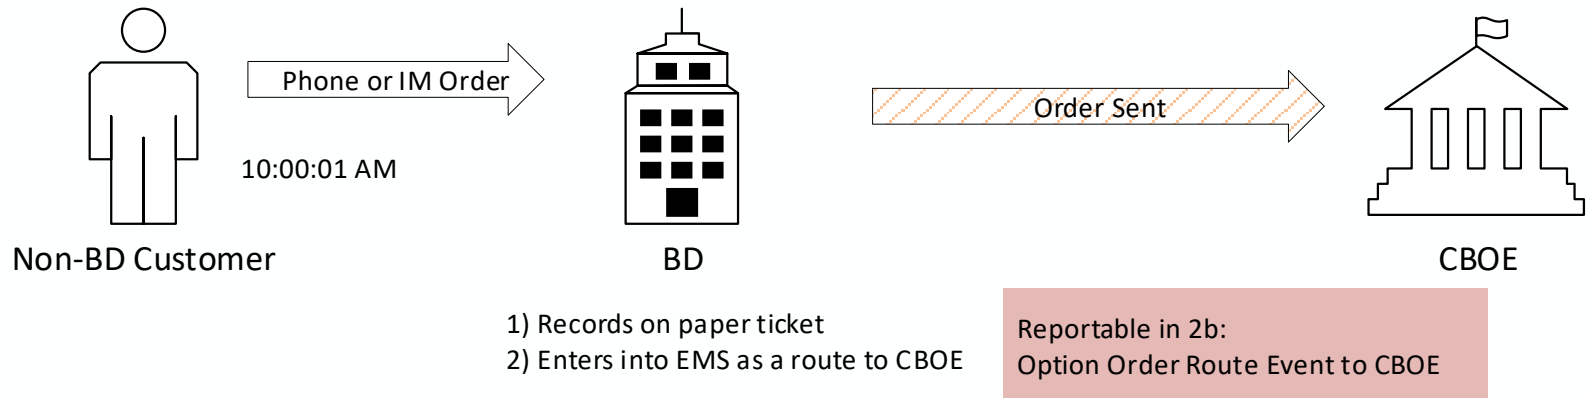 Phone or IM Order
Order Sent
10:00:01 AM
Non-BD Customer
BD
CBOE
1) Records on paper ticket
2) Enters into EMS as a route to CBOE
Reportable in 2b:
Option Order Route Event to CBOE